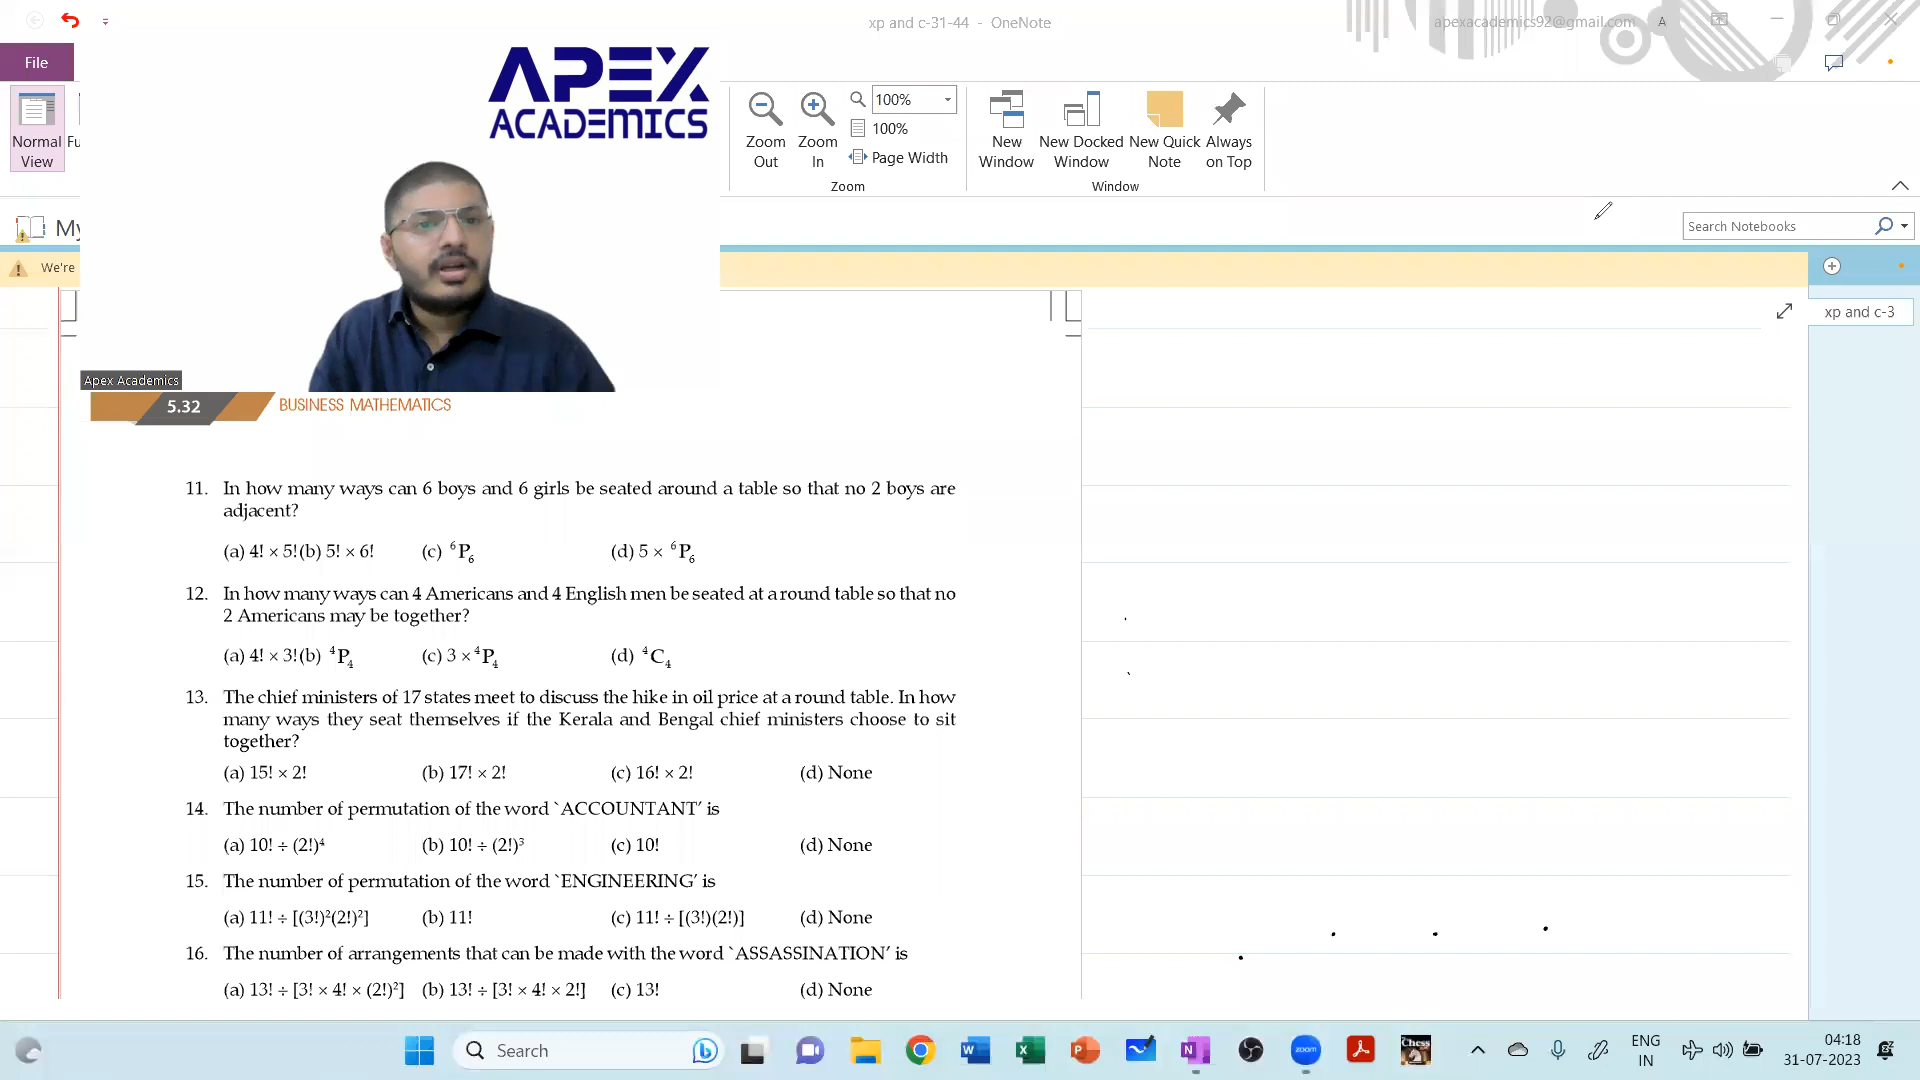 xp and c-31-44 - OneNote
apexacademics92@gmail.com A
File
APEX
ACADEMICS
Normal
View
Fu
Zoom
Out
Zoom
In
100%
100%
Page Width
Zoom
New
Window
New Docked
Window
New Quick
Note
Always
on Top
Window
My
Search Notebooks
We're
xp and c-3
Apex Academics
5.32 BUSINESS MATHEMATICS
11. In how many ways can 6 boys and 6 girls be seated around a table so that no 2 boys are
adjacent?
(a) 4! × 5! (b) 5! × 6! (c) ⁶P₆ (d) 5 × ⁶P₆
12. In how many ways can 4 Americans and 4 English men be seated at a round table so that no
2 Americans may be together?
(a) 4! × 3! (b) ⁴P₄ (c) 3 × ⁴P₄ (d) ⁴C₄
13. The chief ministers of 17 states meet to discuss the hike in oil price at a round table. In how
many ways they seat themselves if the Kerala and Bengal chief ministers choose to sit
together?
(a) 15! × 2! (b) 17! × 2! (c) 16! × 2! (d) None
14. The number of permutation of the word `ACCOUNTANT' is
(a) 10! ÷ (2!)⁴ (b) 10! ÷ (2!)³ (c) 10! (d) None
15. The number of permutation of the word `ENGINEERING' is
(a) 11! ÷ [(3!)²(2!)²] (b) 11! (c) 11! ÷ [(3!)(2!)] (d) None
16. The number of arrangements that can be made with the word `ASSASSINATION' is
(a) 13! ÷ [3! × 4! × (2!)²] (b) 13! ÷ [3! × 4! × 2!] (c) 13! (d) None
Search
Chess
zoom
ENG
IN
04:18
31-07-2023